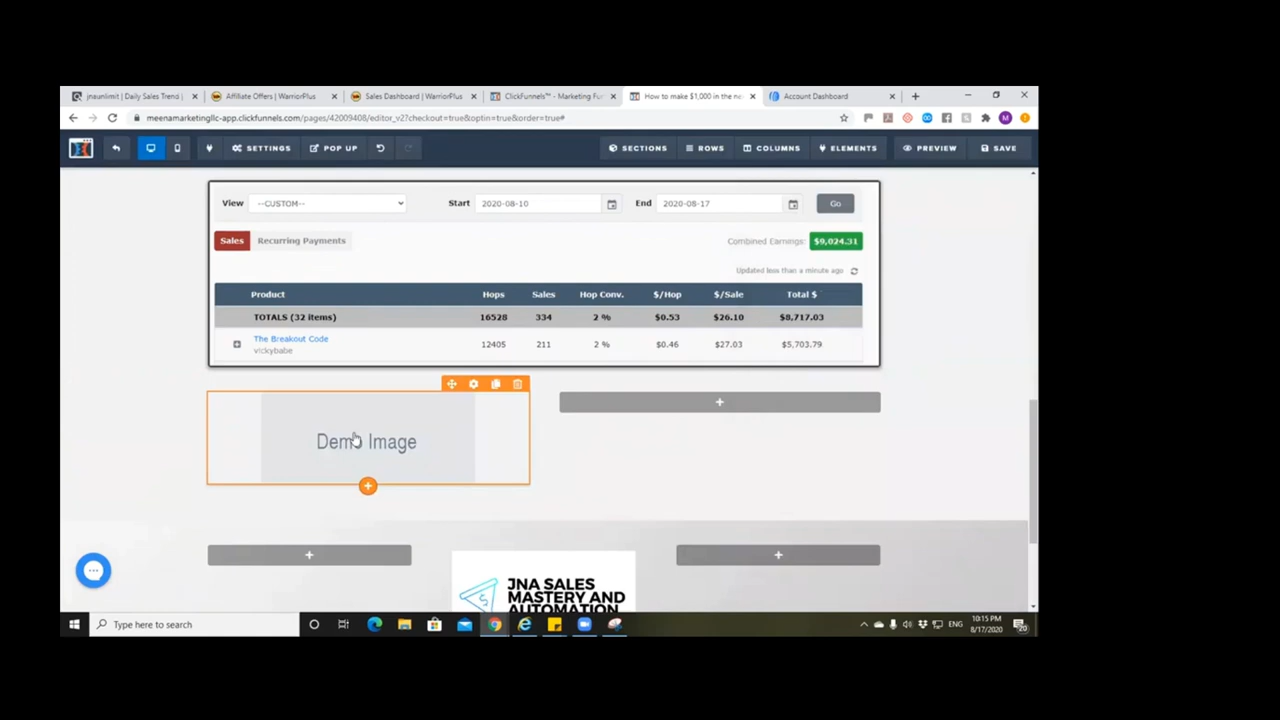 jneunlimit | Daily Sales Trend |
Affiliate Offers | WarriorPlus
Sales Dashboard | WarriorPlus
ClickFunnels™ - Marketing Fu
How to make $1,000 in the ne
Account Dashboard
meenamarketingllc-app.clickfunnels.com/pages/42009408/editor_v2?checkout=true&optin=true&order=true#
M
SETTINGS
POP UP
SECTIONS
ROWS
COLUMNS
ELEMENTS
PREVIEW
SAVE
View --CUSTOM-- Start 2020-08-10 End 2020-08-17 Go
Sales Recurring Payments Combined Earnings: $9,024.31
Updated less than a minute ago
Product Hops Sales Hop Conv. $/Hop $/Sale Total $
TOTALS (32 items) 16528 334 2 % $0.53 $26.10 $8,717.03
The Breakout Code 12405 211 2 % $0.46 $27.03 $5,703.79
vickybabe
Demo Image
JNA SALES
MASTERY AND
AUTOMATION
Type here to search
ENG
10:15 PM
8/17/2020
20